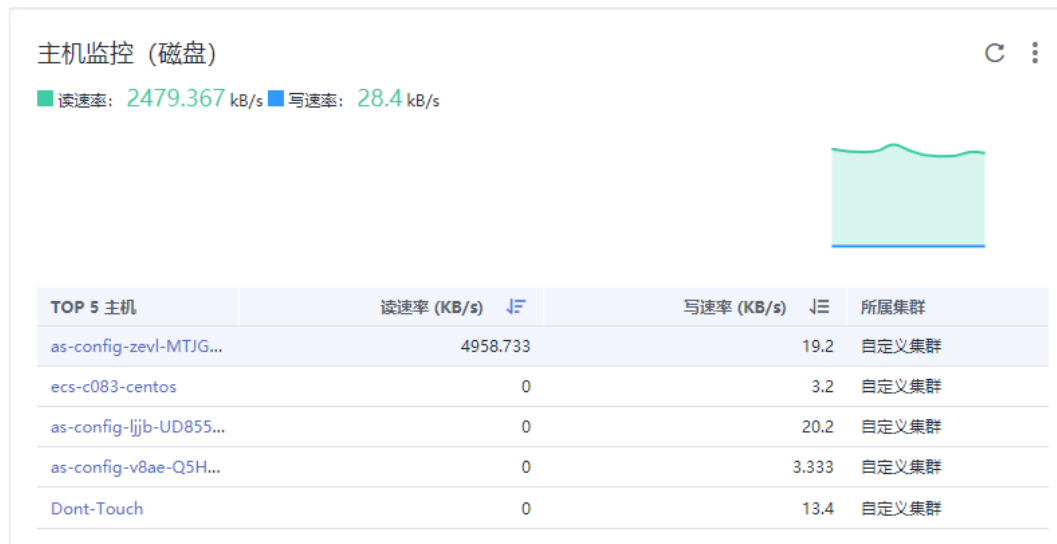 主机监控（磁盘）
读速率： 2479.367 kB/s 写速率： 28.4 kB/s
TOP 5 主机 读速率 (KB/s) 写速率 (KB/s) 所属集群
as-config-zevl-MTJG... 4958.733 19.2 自定义集群
ecs-c083-centos 0 3.2 自定义集群
as-config-ljjb-UD855... 0 20.2 自定义集群
as-config-v8ae-Q5H... 0 3.333 自定义集群
Dont-Touch 0 13.4 自定义集群